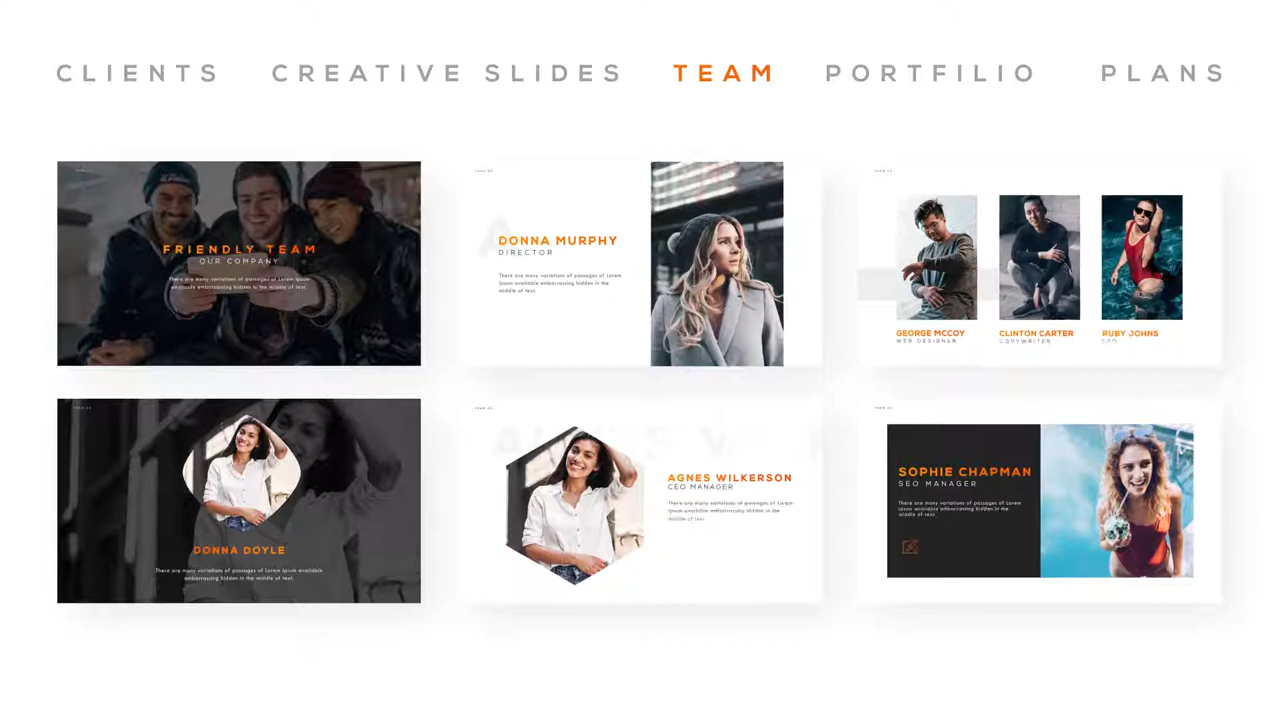 CLIENTS CREATIVE SLIDES TEAM PORTFILIO PLANS
FRIENDLY TEAM
OUR COMPANY
There are many variations of passages of Lorem Ipsum
available embarrassing hidden in the middle of text.
DONNA MURPHY
DIRECTOR
There are many variations of passages of Lorem
Ipsum available embarrassing hidden in the
middle of text.
GEORGE MCCOY
WEB DESIGNER
CLINTON CARTER
COPYWRITER
RUBY JOHNS
DONNA DOYLE
There are many variations of passages of Lorem Ipsum available
embarrassing hidden in the middle of text.
AGNES WILKERSON
CEO MANAGER
There are many variations of passages of Lorem
Ipsum available embarrassing hidden in the
middle of text.
SOPHIE CHAPMAN
SEO MANAGER
There are many variations of passages of Lorem
Ipsum available embarrassing hidden in the
middle of text.